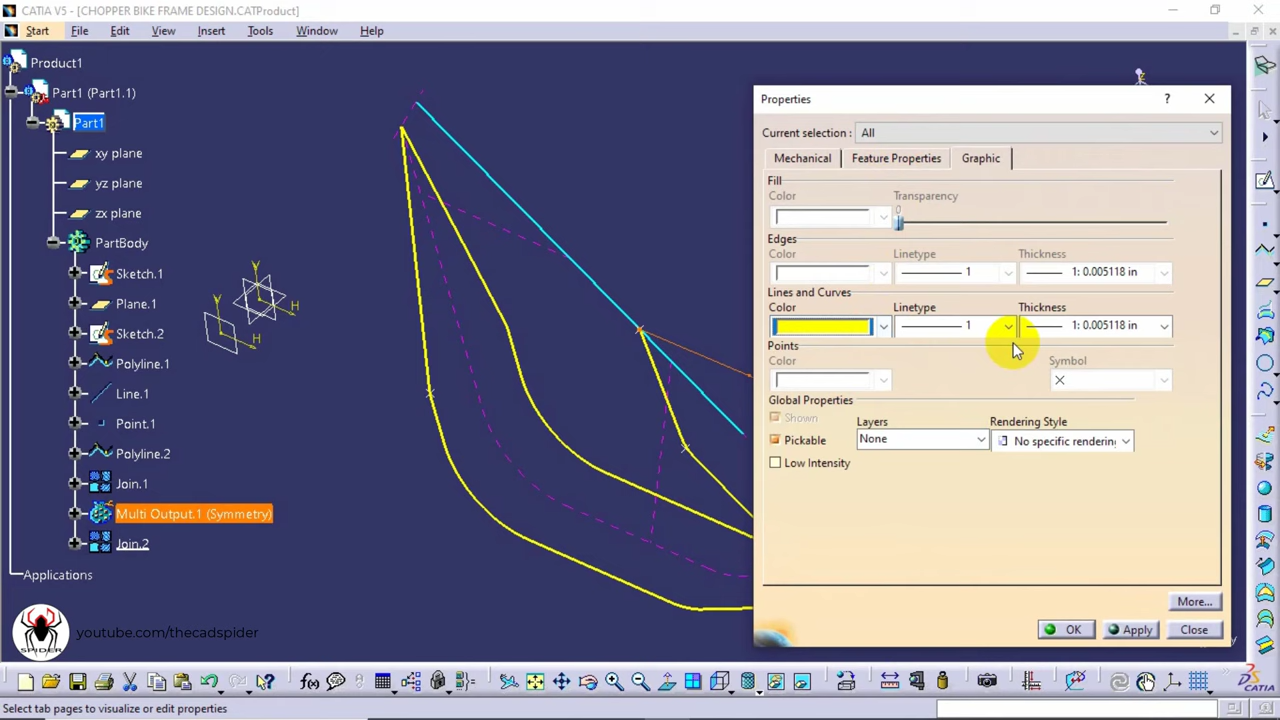 CATIA V5 - [CHOPPER BIKE FRAME DESIGN.CATProduct]
Start File Edit View Insert Tools Window Help
Product1
Part1 (Part1.1)
Part1
xy plane
yz plane
zx plane
PartBody
Sketch.1
Plane.1
Sketch.2
Polyline.1
Line.1
Point.1
Polyline.2
Join.1
Multi Output.1 (Symmetry)
Join.2
Applications
Y
Y
H
H
Properties
?
Current selection : All
Mechanical Feature Properties Graphic
Fill
Color Transparency
0
Edges
Color Linetype Thickness
1 1: 0.005118 in
Lines and Curves
Color Linetype Thickness
1 1: 0.005118 in
Points
Color Symbol
Global Properties
Shown Layers Rendering Style
Pickable None No specific rendering
Low Intensity
More...
OK Apply Close
SPIDER
youtube.com/thecadspider
f(x)
DS CATIA
Select tab pages to visualize or edit properties